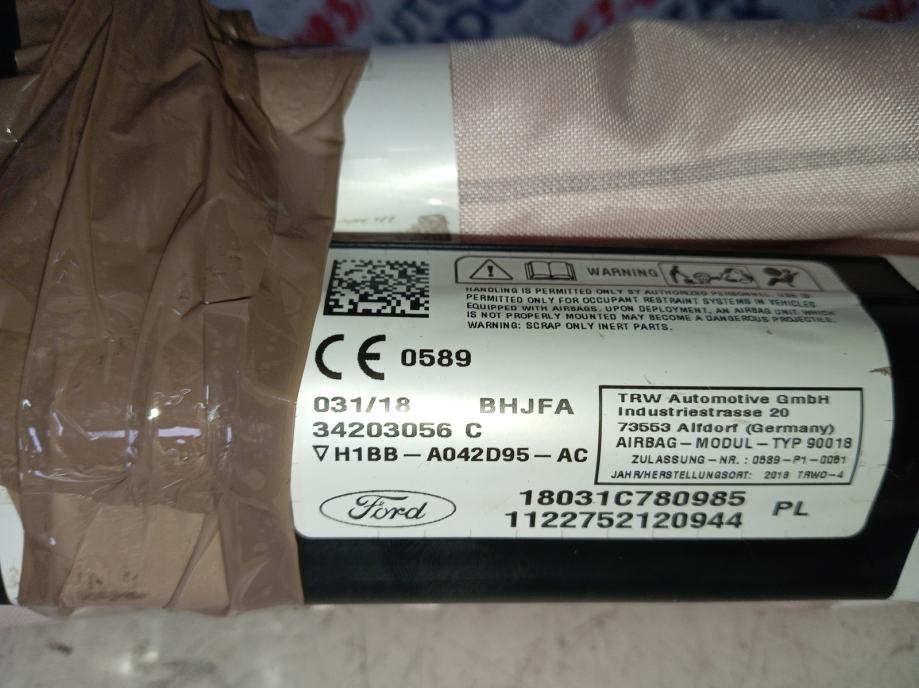 WARNING
HANDLING IS PERMITTED ONLY BY AUTHORIZED PERSONNEL. USE IS
PERMITTED ONLY FOR OCCUPANT RESTRAINT SYSTEMS IN VEHICLES
EQUIPPED WITH AIRBAGS. UPON DEPLOYMENT, AN AIRBAG UNIT WHICH
IS NOT PROPERLY MOUNTED MAY BECOME A DANGEROUS PROJECTILE.
WARNING: SCRAP ONLY INERT PARTS.
CE 0589
031/18 BHJFA
34203056 C
▽H1BB-A042D95-AC
TRW Automotive GmbH
Industriestrasse 20
73553 Alfdorf (Germany)
AIRBAG-MODUL-TYP 90018
ZULASSUNG-NR.: 0589-P1-0051
JAHR/HERSTELLUNGSORT: 2018 TRWO-4
Ford
18031C780985
1122752120944
PL